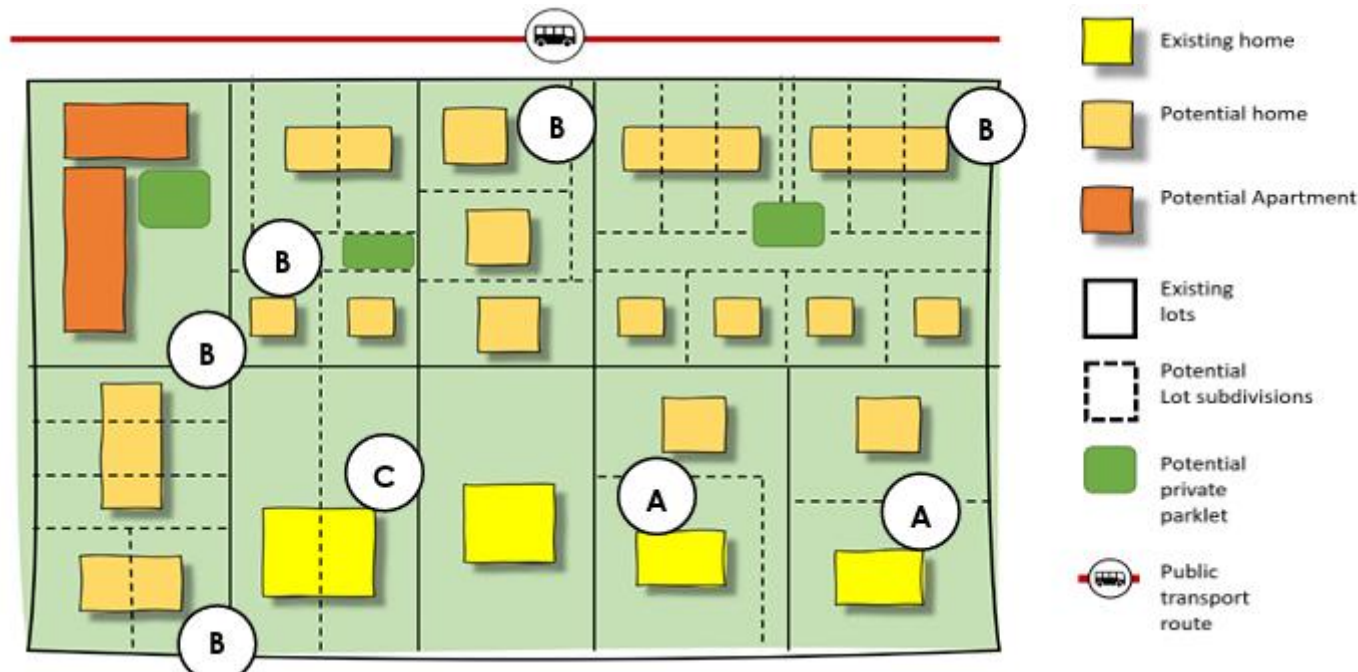 B
B
B
B
B
C
A
A
B
Existing home
Potential home
Potential Apartment
Existing
lots
Potential
Lot subdivisions
Potential
private
parklet
Public
transport
route